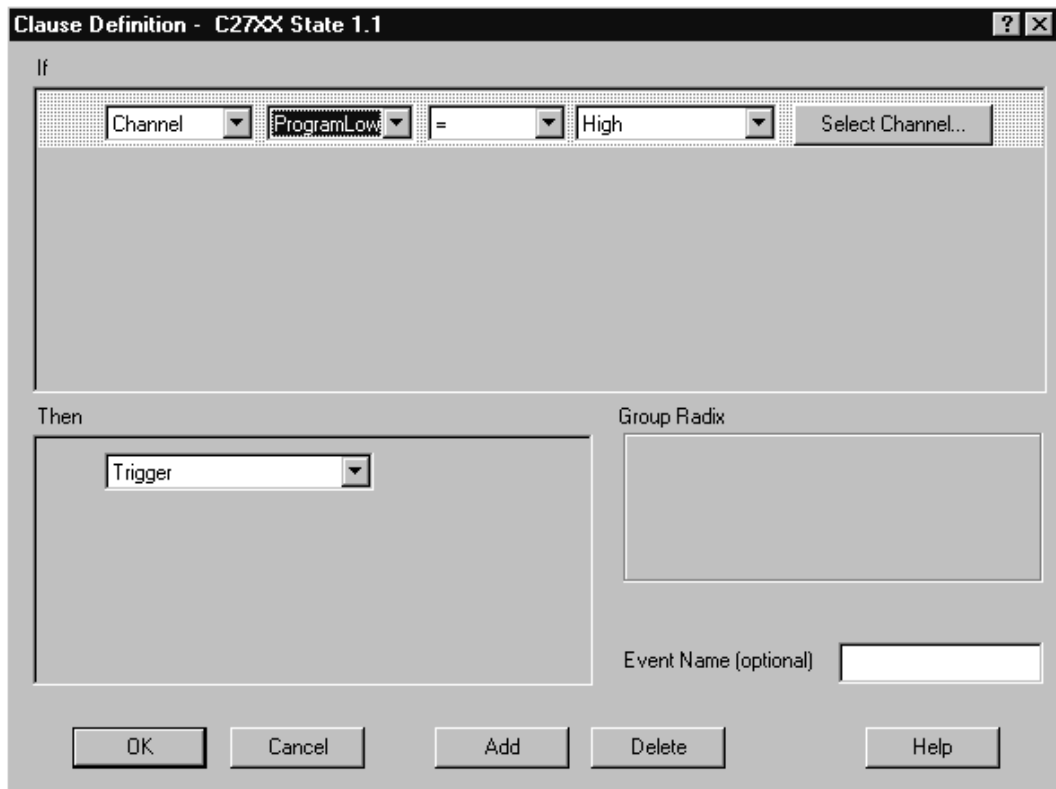 Clause Definition - C27XX State 1.1
If
Channel ProgramLow = High Select Channel...
Then
Trigger
Group Radix
Event Name (optional)
OK Cancel Add Delete Help